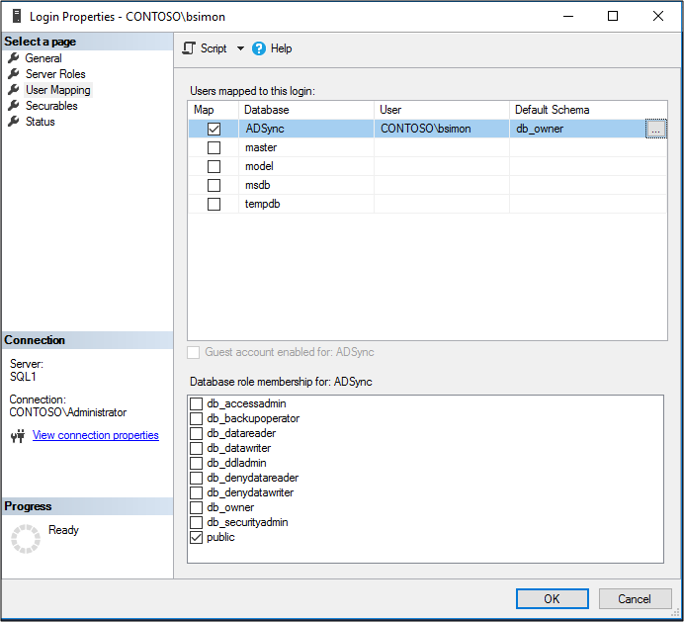 Login Properties - CONTOSO\bsimon
Select a page
General
Server Roles
User Mapping
Securables
Status
Script
Help
Users mapped to this login:
Map Database User Default Schema
ADSync CONTOSO\bsimon db_owner ...
master
model
msdb
tempdb
Guest account enabled for: ADSync
Database role membership for: ADSync
db_accessadmin
db_backupoperator
db_datareader
db_datawriter
db_ddladmin
db_denydatareader
db_denydatawriter
db_owner
db_securityadmin
public
Connection
Server:
SQL1
Connection:
CONTOSO\Administrator
View connection properties
Progress
Ready
OK Cancel